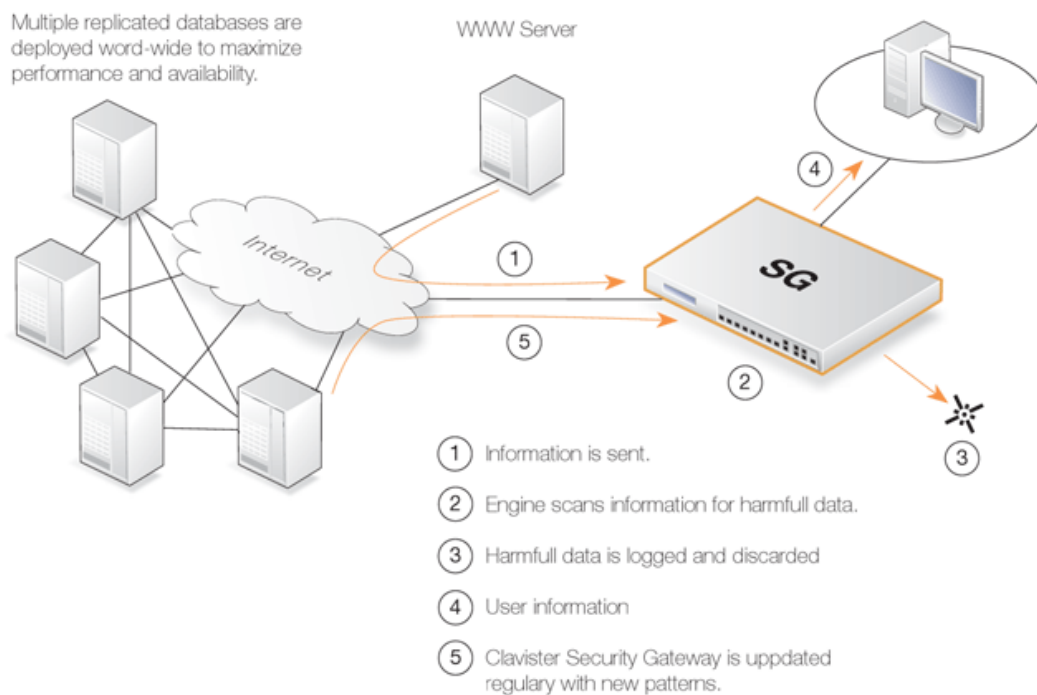 Multiple replicated databases are
deployed word-wide to maximize
performance and availability.
WWW Server
Internet
SG
1
5
2
4
3
1 Information is sent.
2 Engine scans information for harmfull data.
3 Harmfull data is logged and discarded
4 User information
5 Clavister Security Gateway is uppdated
regulary with new patterns.